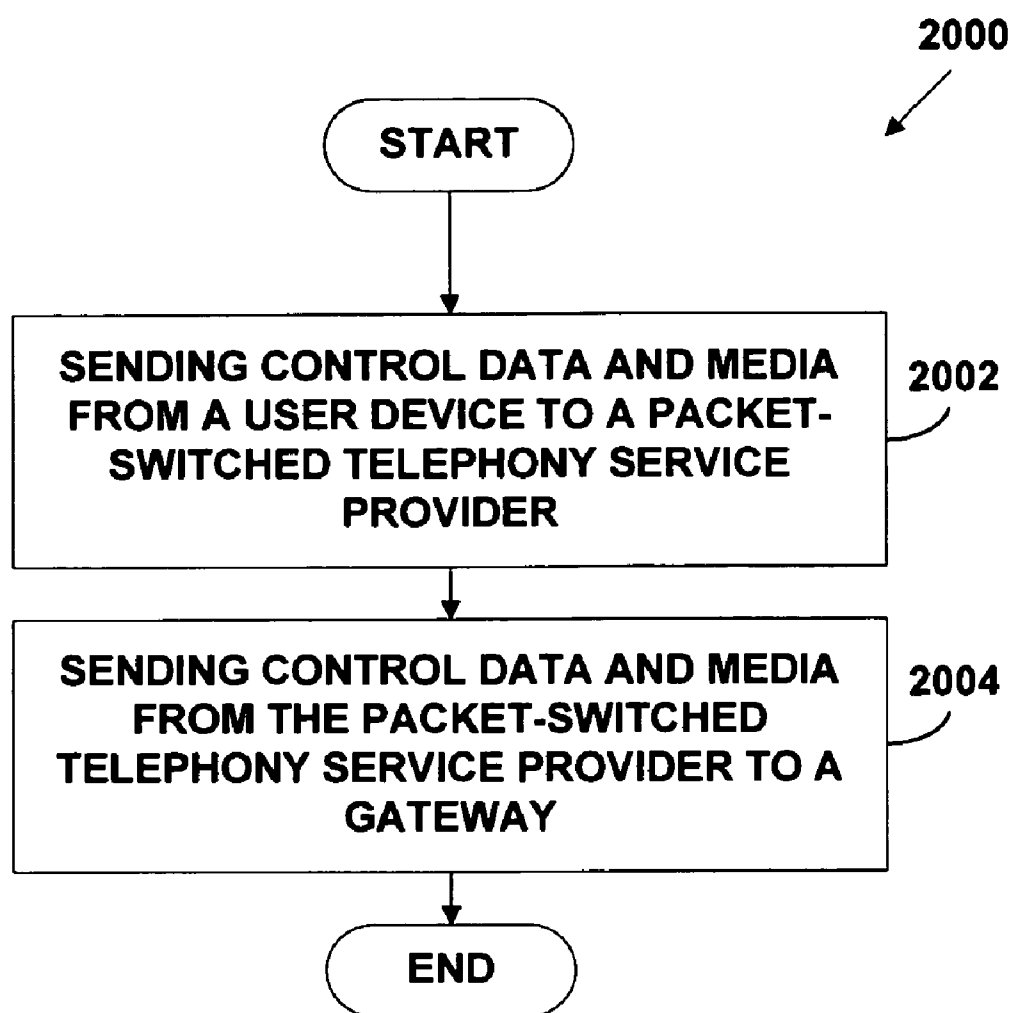 2000
START
SENDING CONTROL DATA AND MEDIA
FROM A USER DEVICE TO A PACKET-
SWITCHED TELEPHONY SERVICE
PROVIDER
2002
SENDING CONTROL DATA AND MEDIA
FROM THE PACKET-SWITCHED
TELEPHONY SERVICE PROVIDER TO A
GATEWAY
2004
END